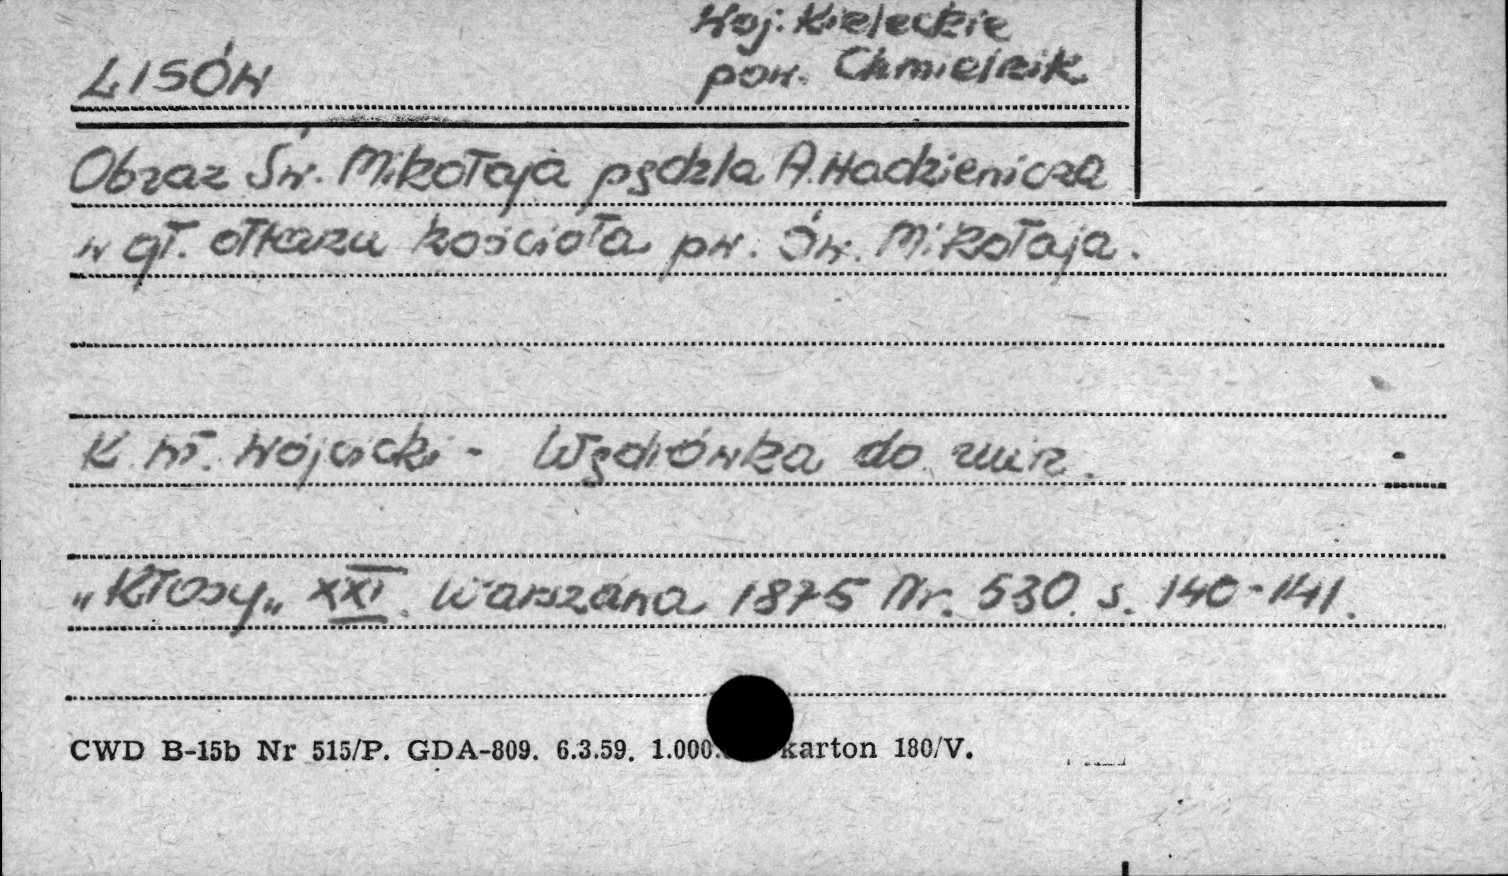 Woj. Kieleckie
LISÓW pow. Chmielnik
Obraz Św. Mikołaja pędzla A. Hadzienicza
w gł. ołtarzu kościoła pw. Św. Mikołaja.
K. Wł. Wójcicki - Wędrówka do ruin.
„Kłosy„ XXI. Warszawa 1875 Nr. 530. s. 140-141.
CWD B-15b Nr 515/P. GDA-809. 6.3.59. 1.000. karton 180/V.